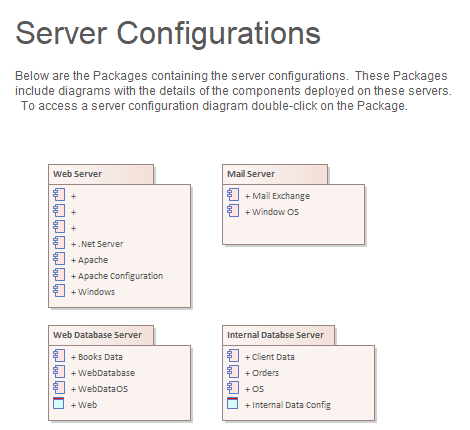 Server Configurations
Below are the Packages containing the server configurations.  These Packages
include diagrams with the details of the components deployed on these servers.
To access a server configuration diagram double-click on the Package.
Web Server
+
+
+
+ .Net Server
+ Apache
+ Apache Configuration
+ Windows
Mail Server
+ Mail Exchange
+ Window OS
Web Database Server
+ Books Data
+ WebDatabase
+ WebDataOS
+ Web
Internal Databse Server
+ Client Data
+ Orders
+ OS
+ Internal Data Config